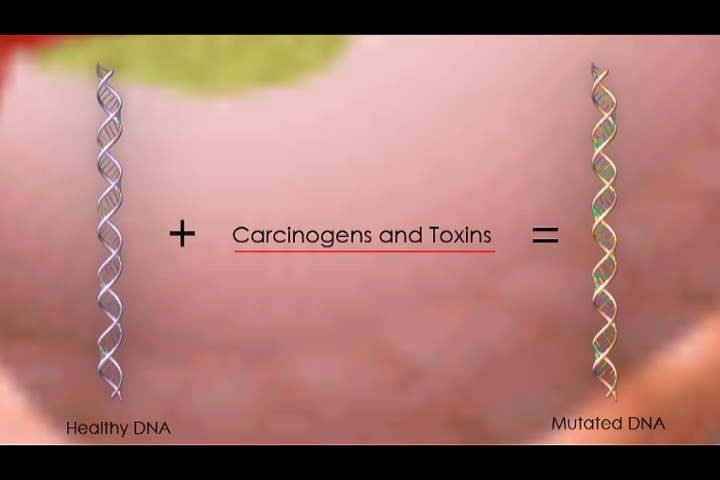 + Carcinogens and Toxins =
Healthy DNA
Mutated DNA